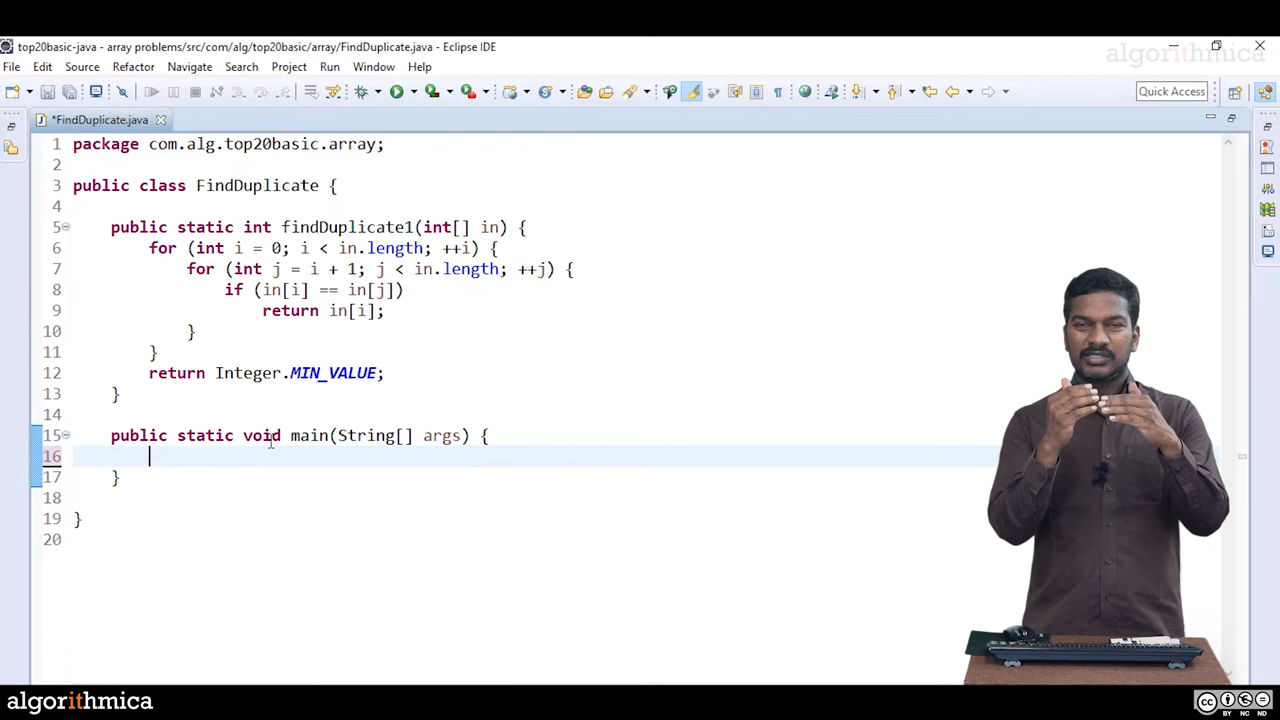 top20basic-java - array problems/src/com/alg/top20basic/array/FindDuplicate.java - Eclipse IDE
algorithmica
File Edit Source Refactor Navigate Search Project Run Window Help
Quick Access
*FindDuplicate.java
1 package com.alg.top20basic.array;
2
3 public class FindDuplicate {
4
5 public static int findDuplicate1(int[] in) {
6 for (int i = 0; i < in.length; ++i) {
7 for (int j = i + 1; j < in.length; ++j) {
8 if (in[i] == in[j])
9 return in[i];
10 }
11 }
12 return Integer.MIN_VALUE;
13 }
14
15 public static void main(String[] args) {
16
17 }
18
19 }
20
algorithmica
CC
BY NC ND